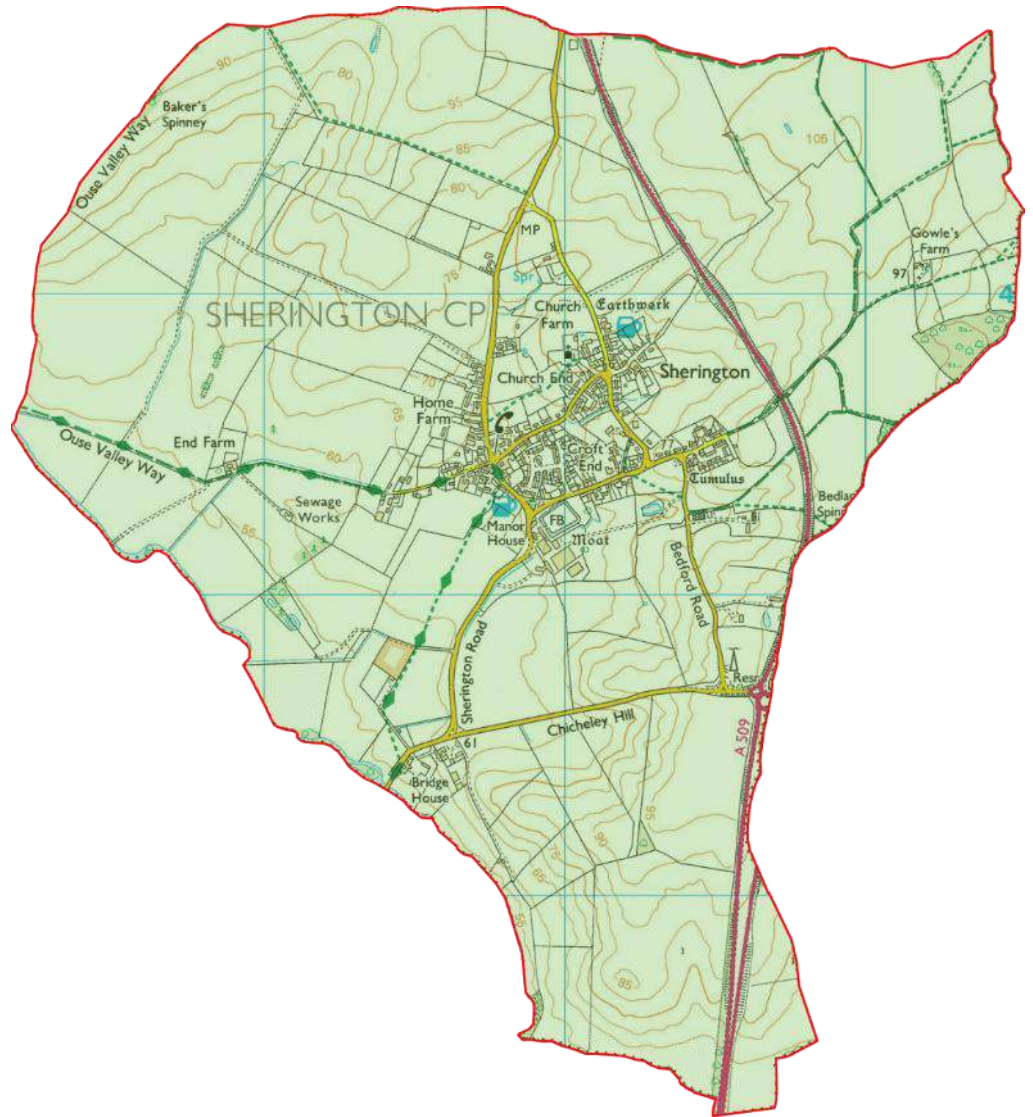 90
80
Baker's
Spinney
95
Ouse Valley Way
85
105
80
MP
Gowle's
Farm
75
Spr
97
4
SHERINGTON CP
Church
Farm
Earthwork
Church End
Sherington
70
65
Home
Farm
Ouse Valley Way
End Farm
60
Croft
End
77
Tumulus
Sewage
Works
55
Manor
House
FB
Moat
Bedford Road
Sherington Road
Resr
Chicheley Hill
A 509
61
Bridge
House
95
90
75
65
55
85